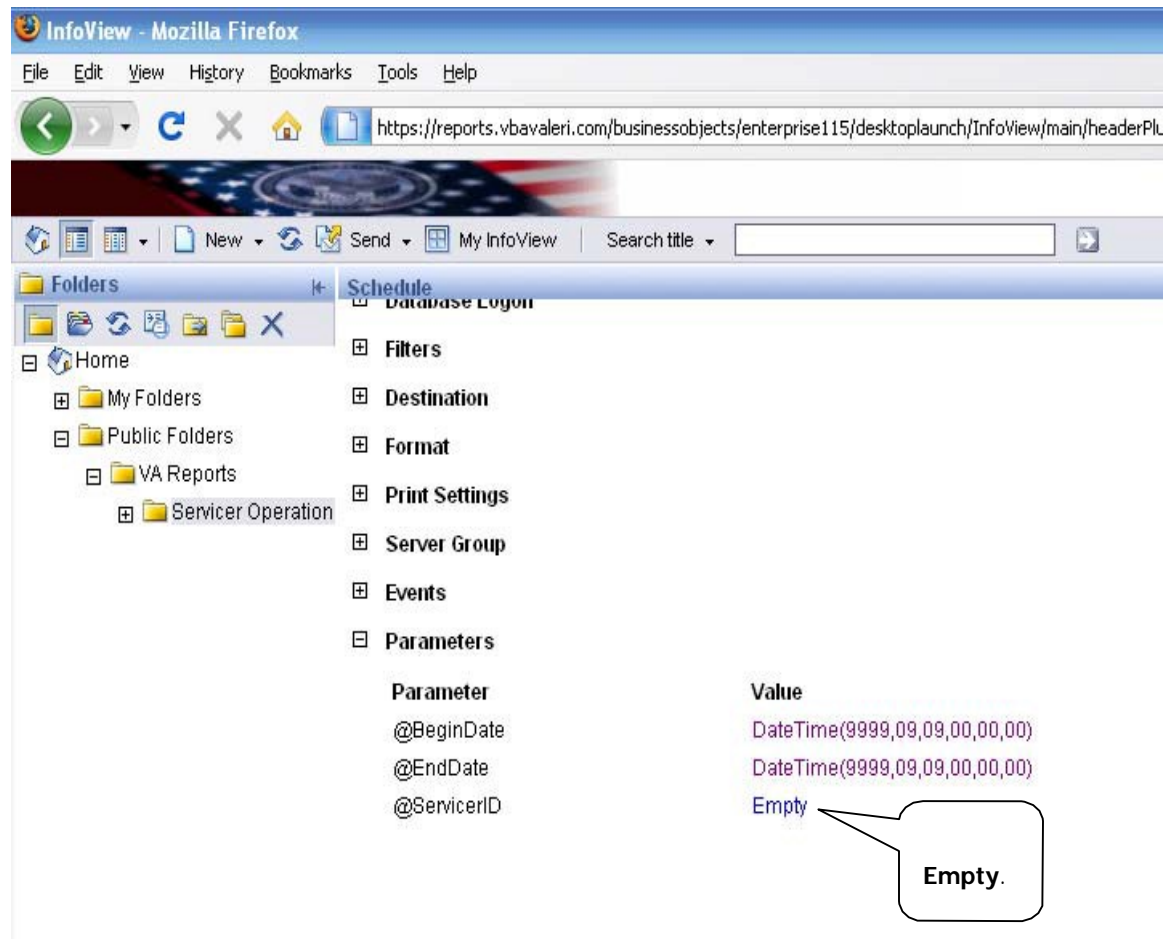 InfoView - Mozilla Firefox
File Edit View History Bookmarks Tools Help
https://reports.vbavaleri.com/businessobjects/enterprise115/desktoplaunch/InfoView/main/headerPlu
New Send My InfoView Search title
Folders
Schedule
Database Logon
Home
My Folders
Public Folders
VA Reports
Servicer Operation
Filters
Destination
Format
Print Settings
Server Group
Events
Parameters
Parameter Value
@BeginDate DateTime(9999,09,09,00,00,00)
@EndDate DateTime(9999,09,09,00,00,00)
@ServicerID Empty
Empty.